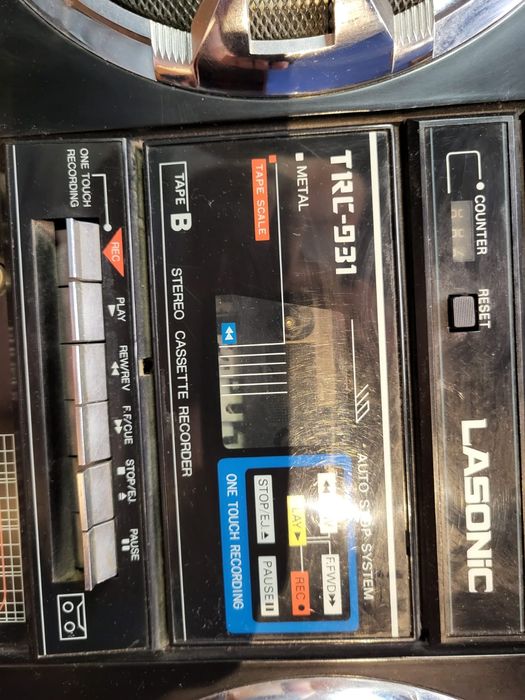 COUNTER
RESET
LASONIC
TRC-931
METAL
TAPE SCALE
AUTO STOP SYSTEM
F.FWD
PLAY
REC
STOP/EJ.
PAUSE
ONE TOUCH RECORDING
TAPE B
STEREO CASSETTE RECORDER
ONE TOUCH
RECORDING
REC
PLAY
REW/REV
F.F/CUE
STOP/EJ.
PAUSE